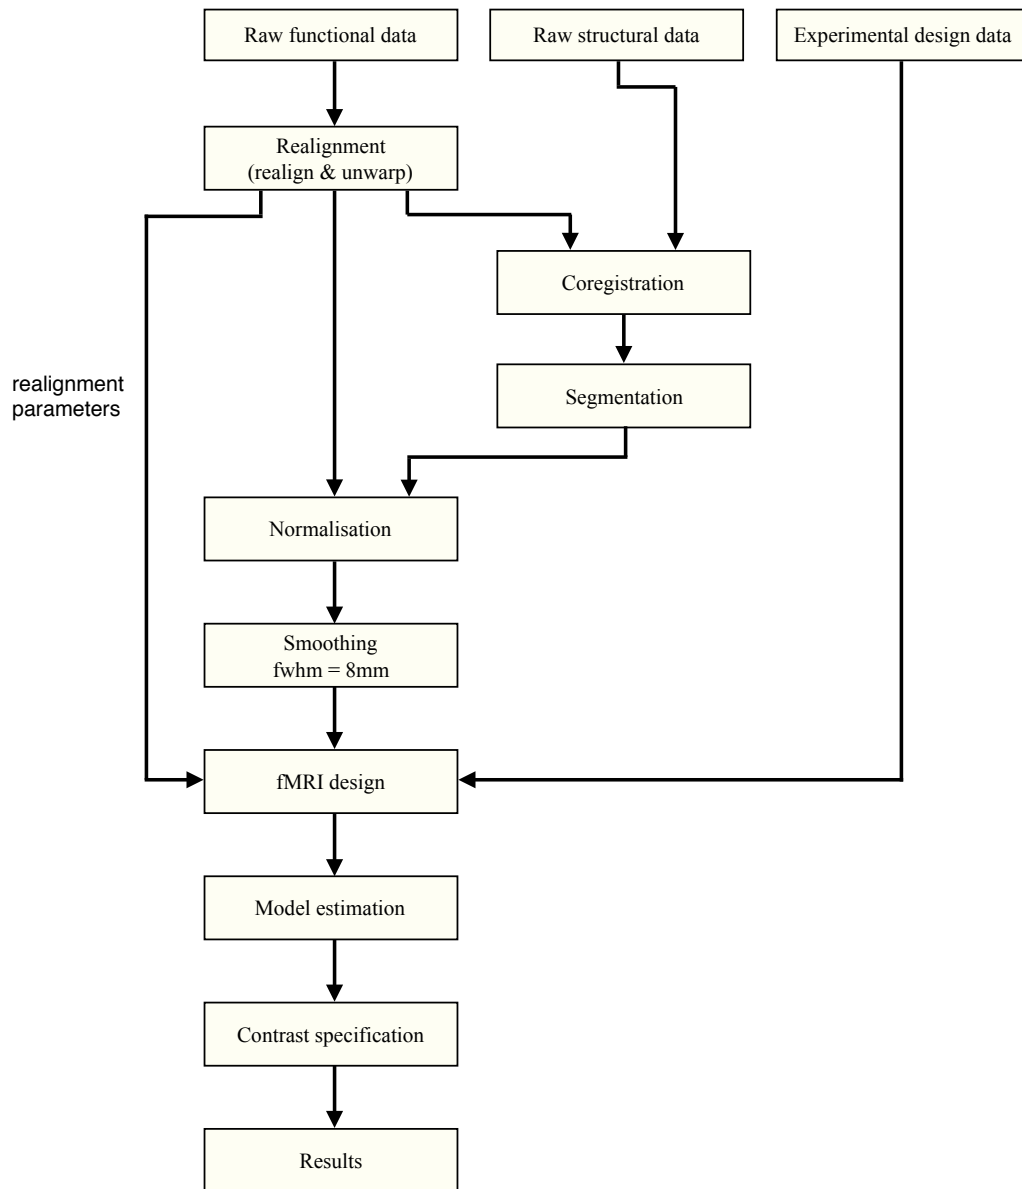 Raw functional data
Raw structural data
Experimental design data
Realignment
(realign & unwarp)
Coregistration
realignment
parameters
Segmentation
Normalisation
Smoothing
fwhm = 8mm
fMRI design
Model estimation
Contrast specification
Results